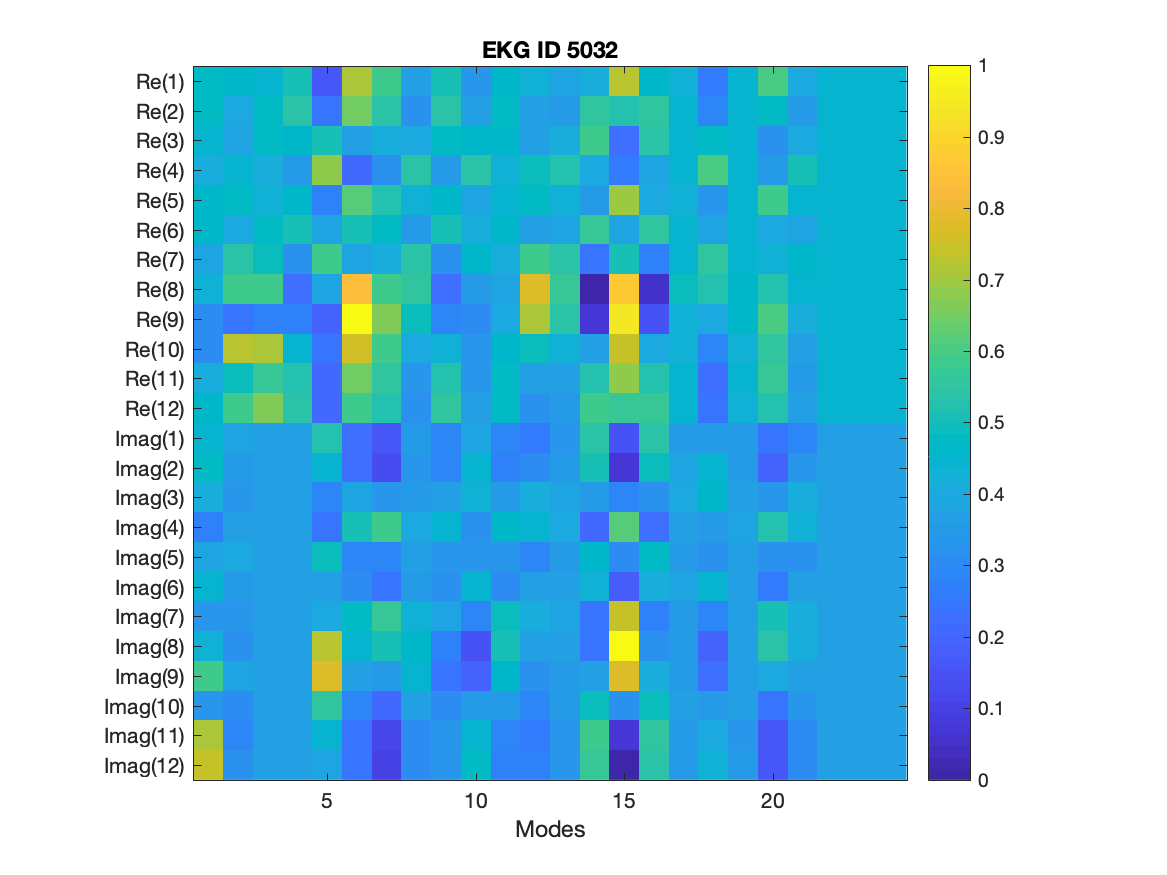 EKG ID 5032
Re(1)
Re(2)
Re(3)
Re(4)
Re(5)
Re(6)
Re(7)
Re(8)
Re(9)
Re(10)
Re(11)
Re(12)
Imag(1)
Imag(2)
Imag(3)
Imag(4)
Imag(5)
Imag(6)
Imag(7)
Imag(8)
Imag(9)
Imag(10)
Imag(11)
Imag(12)
5 10 15 20
Modes
1
0.9
0.8
0.7
0.6
0.5
0.4
0.3
0.2
0.1
0